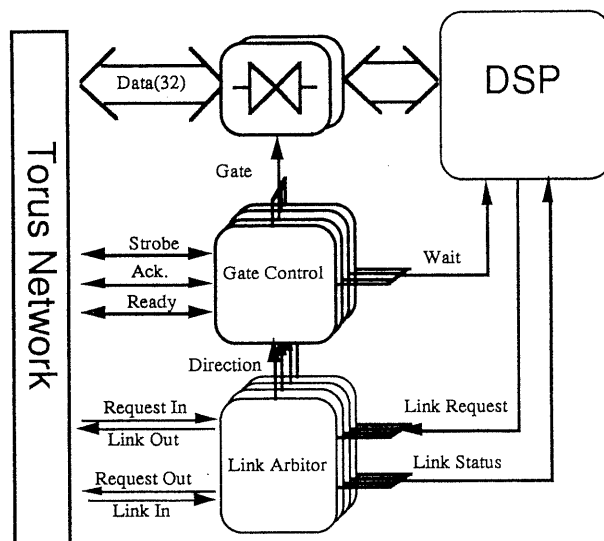 Data(32)
DSP
Torus Network
Gate
Strobe
Ack.
Ready
Gate Control
Wait
Direction
Request In
Link Out
Request Out
Link In
Link Arbitor
Link Request
Link Status